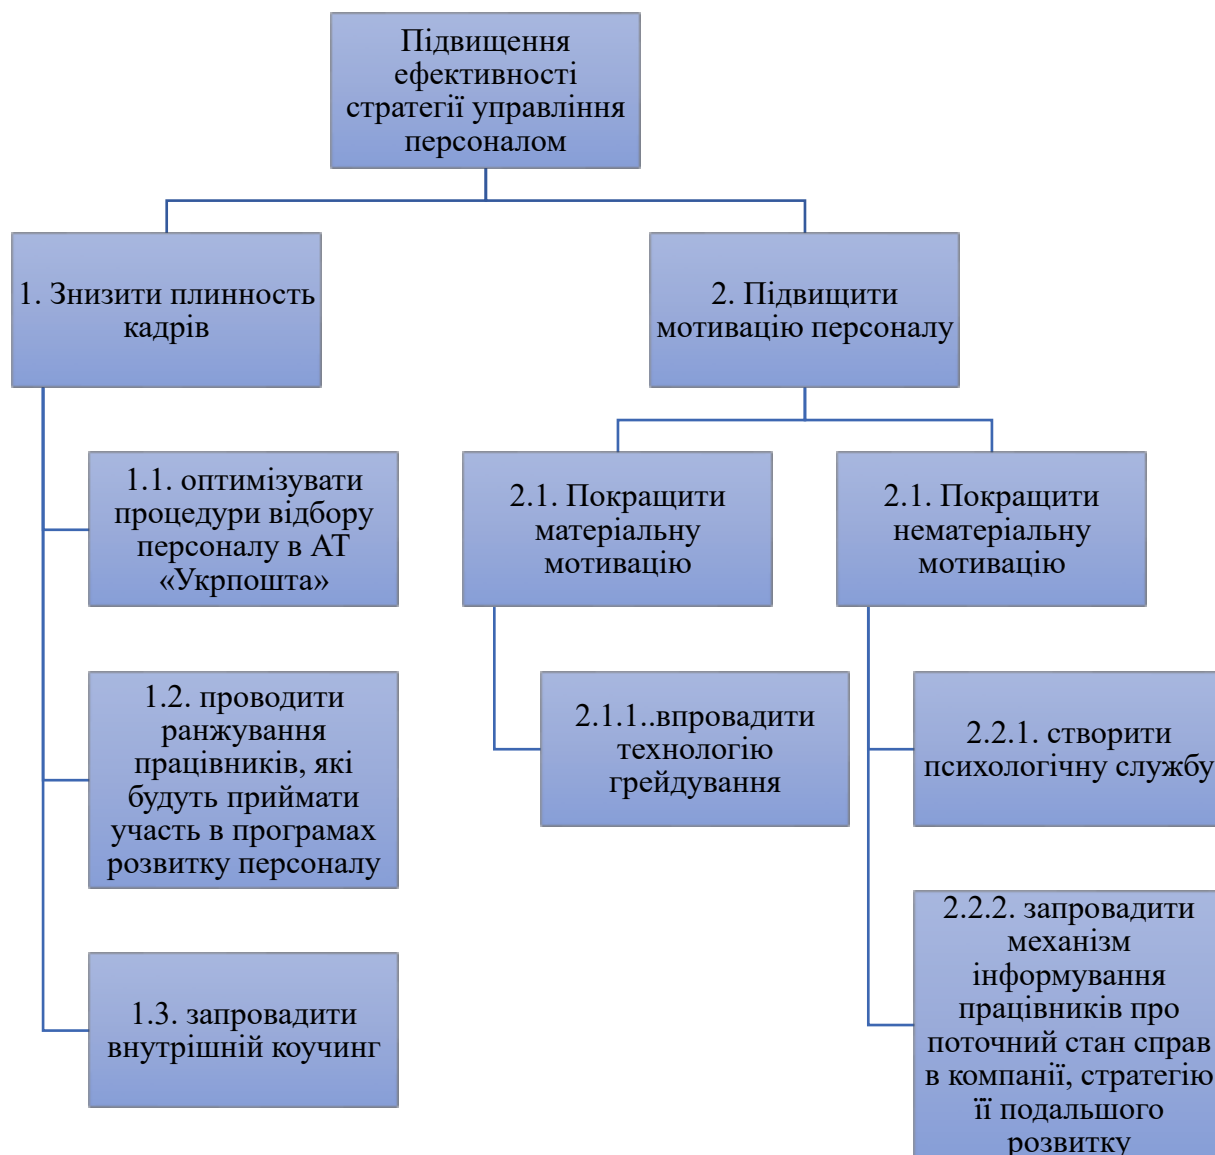 Підвищення
ефективності
стратегії управління
персоналом
1. Знизити плинность
кадрів
2. Підвищити
мотивацію персоналу
1.1. оптимізувати
процедури відбору
персоналу в АТ
«Укрпошта»
2.1. Покращити
матеріальну
мотивацію
2.1. Покращити
нематеріальну
мотивацію
1.2. проводити
ранжування
працівників, які
будуть приймати
участь в програмах
розвитку персоналу
2.1.1..впровадити
технологію
грейдування
2.2.1. створити
психологічну службу
1.3. запровадити
внутрішній коучинг
2.2.2. запровадити
механізм
інформування
працівників про
поточний стан справ
в компанії, стратегію
її подальшого
розвитку